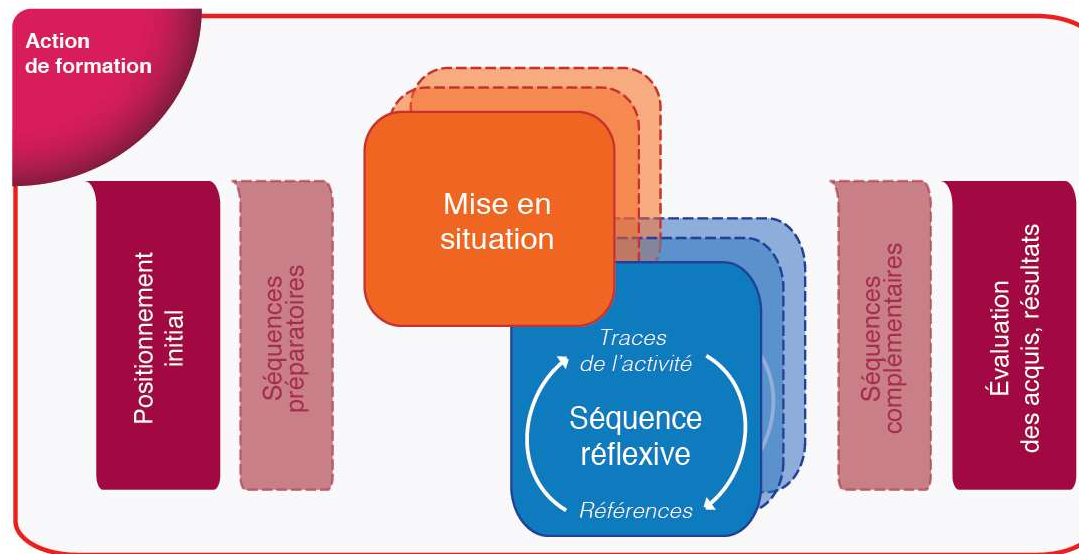 Action
de formation
Positionnement
initial
Séquences
préparatoires
Mise en
situation
Traces
de l'activité
Séquence
réflexive
Références
Séquences
complémentaires
Évaluation
des acquis, résultats